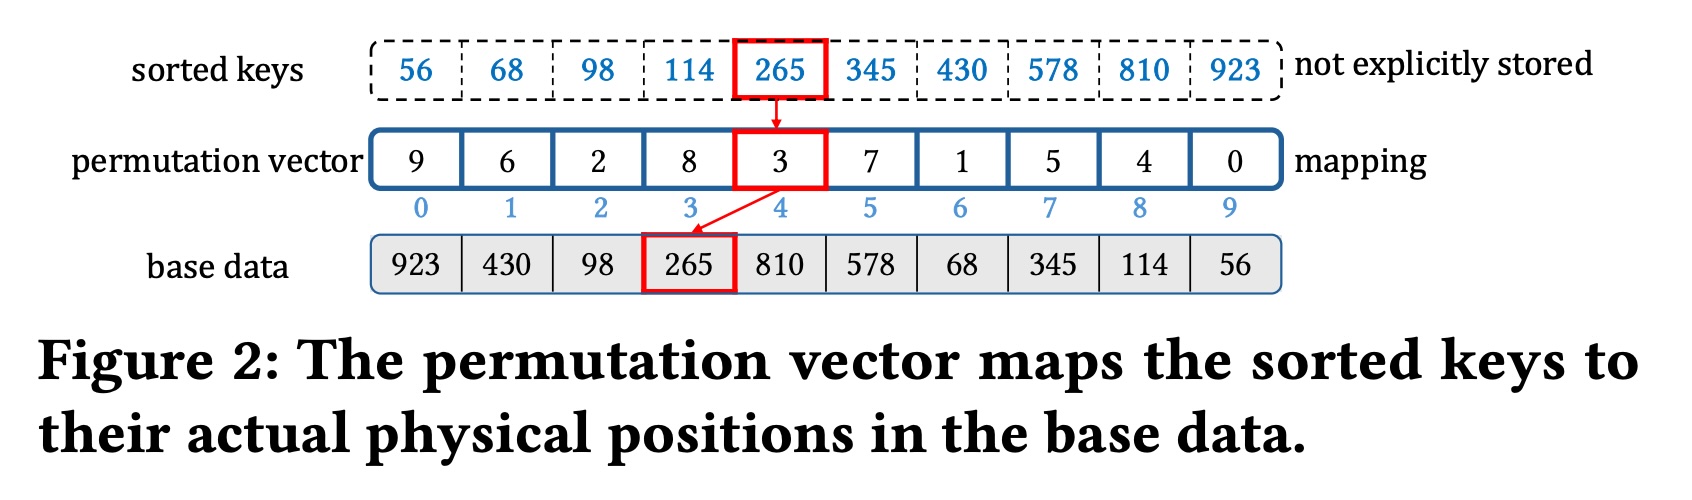 sorted keys 56 68 98 114 265 345 430 578 810 923 not explicitly stored
permutation vector 9 6 2 8 3 7 1 5 4 0 mapping
0 1 2 3 4 5 6 7 8 9
base data 923 430 98 265 810 578 68 345 114 56
Figure 2: The permutation vector maps the sorted keys to
their actual physical positions in the base data.